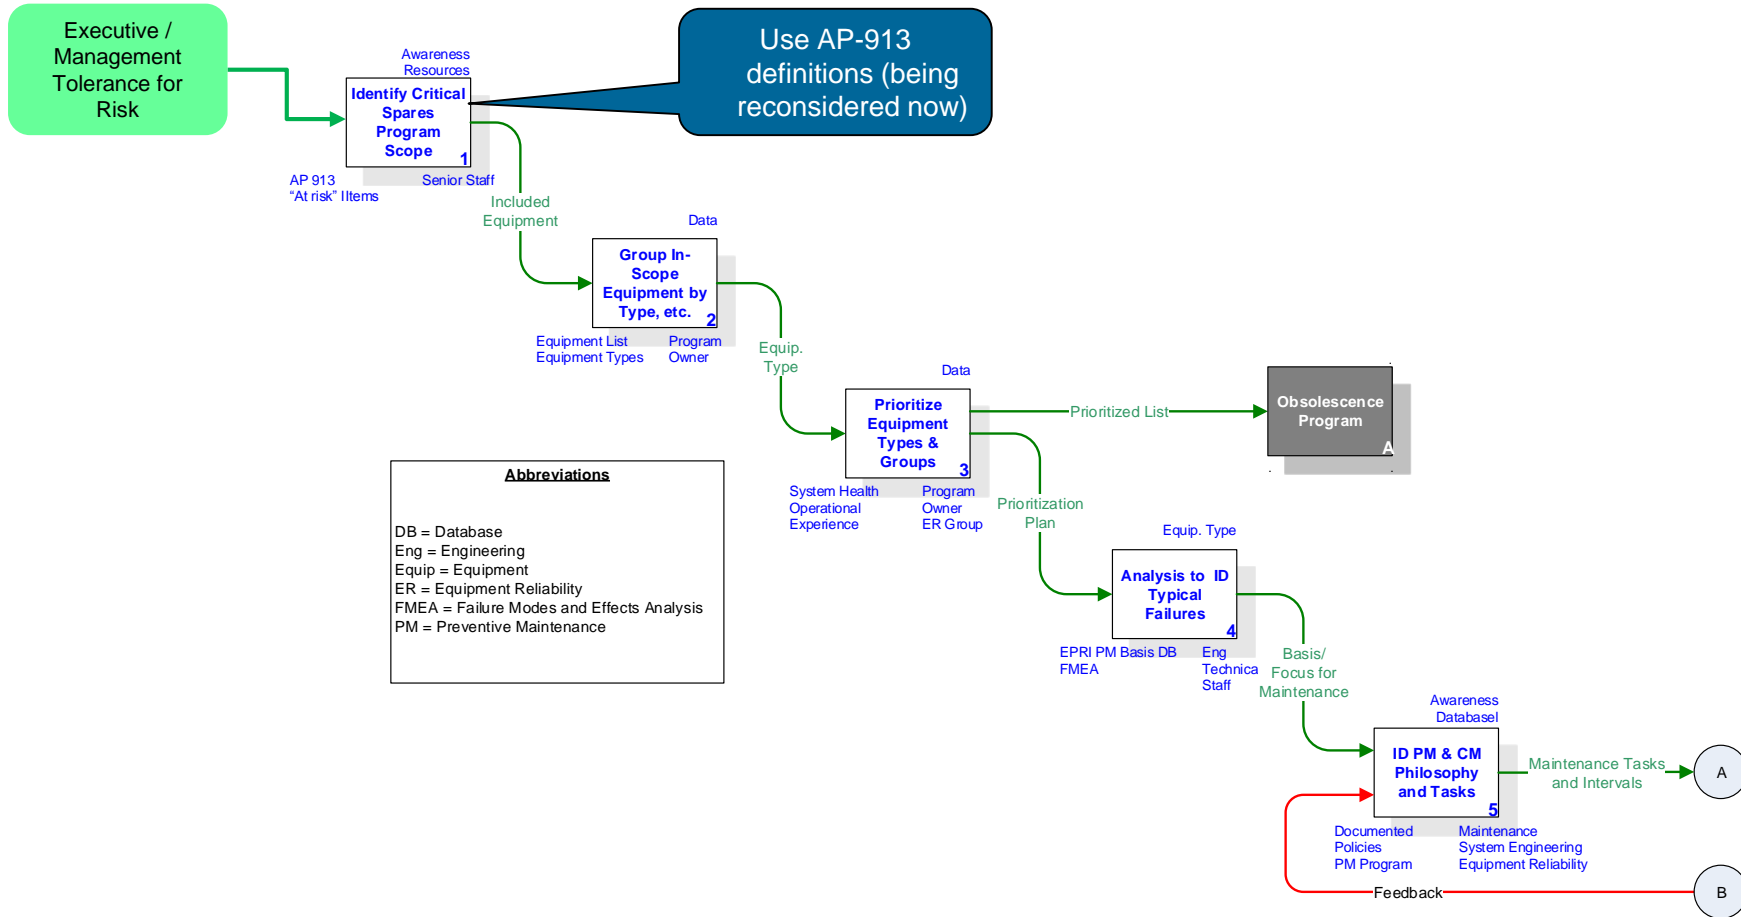 Executive /
Management
Tolerance for
Risk
Use AP-913
definitions (being
reconsidered now)
Awareness
Resources
Identify Critical
Spares
Program
Scope
1
AP 913
“At risk” IItems
Senior Staff
Included
Equipment
Data
Group In-
Scope
Equipment by
Type, etc.
2
Equipment List
Equipment Types
Program
Owner
Equip.
Type
Data
Prioritize
Equipment
Types &
Groups
3
System Health
Operational
Experience
Program
Owner
ER Group
Prioritized List
Obsolescence
Program
A
Prioritization
Plan
Abbreviations
DB = Database
Eng = Engineering
Equip = Equipment
ER = Equipment Reliability
FMEA = Failure Modes and Effects Analysis
PM = Preventive Maintenance
Equip. Type
Analysis to ID
Typical
Failures
4
EPRI PM Basis DB
FMEA
Eng
Technica
Staff
Basis/
Focus for
Maintenance
Awareness
Databasel
ID PM & CM
Philosophy
and Tasks
5
Documented
Policies
PM Program
Maintenance
System Engineering
Equipment Reliability
Maintenance Tasks
and Intervals
A
Feedback
B